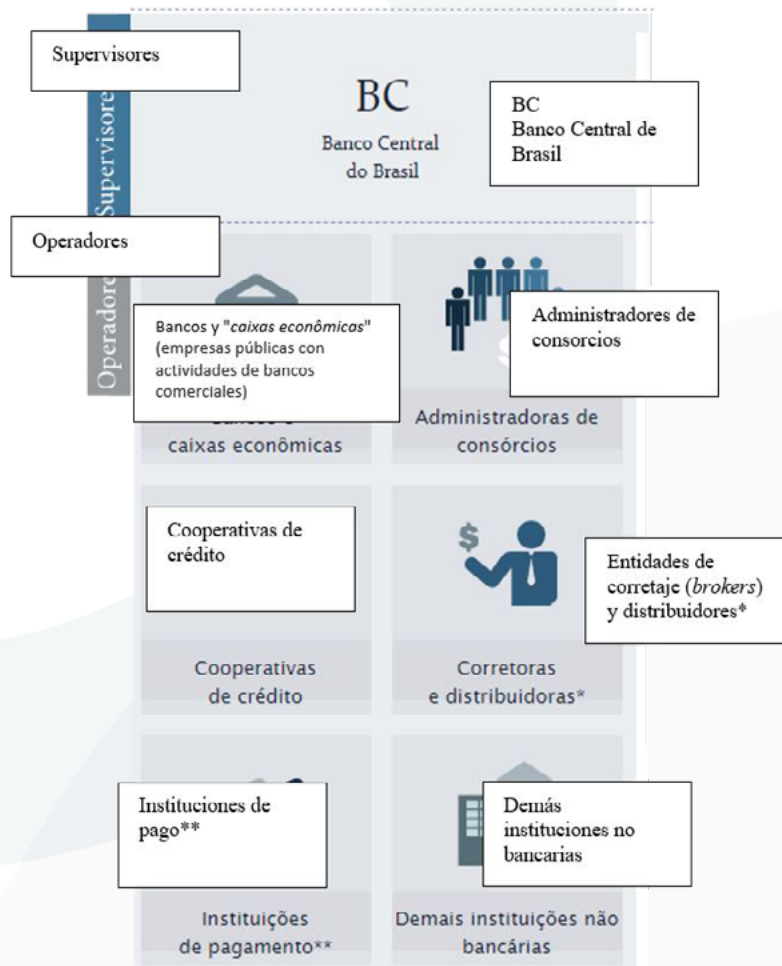 Supervisores
Supervisore
BC
Banco Central
do Brasil
BC
Banco Central de
Brasil
Operadores
Operadore
Bancos y "caixas econômicas"
(empresas públicas con
actividades de bancos
comerciales)
Administradores de
consorcios
caixas econômicas
Administradoras de
consórcios
Cooperativas de
crédito
Entidades de
corretaje (brokers)
y distribuidores*
Cooperativas
de crédito
Corretoras
e distribuidoras*
$
Instituciones de
pago**
Demás
instituciones no
bancarias
Instituições
de pagamento**
Demais instituições não
bancárias